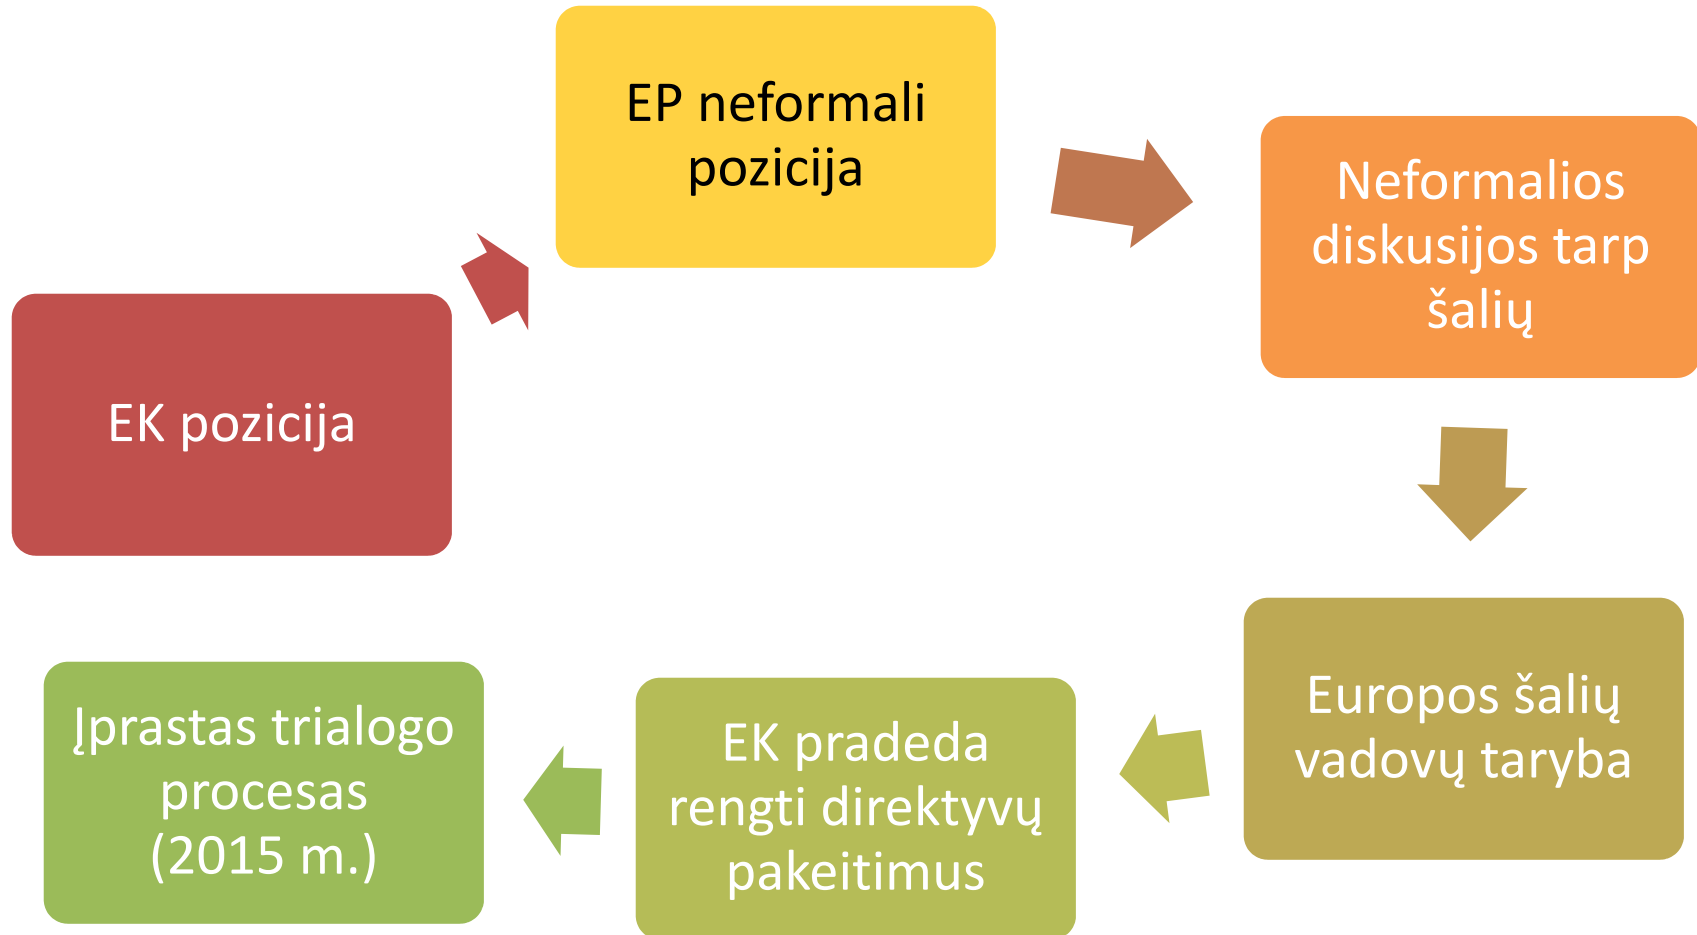 EK pozicija
EP neformali
pozicija
Neformalios
diskusijos tarp
šalių
Europos šalių
vadovų taryba
EK pradeda
rengti direktyvų
pakeitimus
Įprastas trialogo
procesas
(2015 m.)